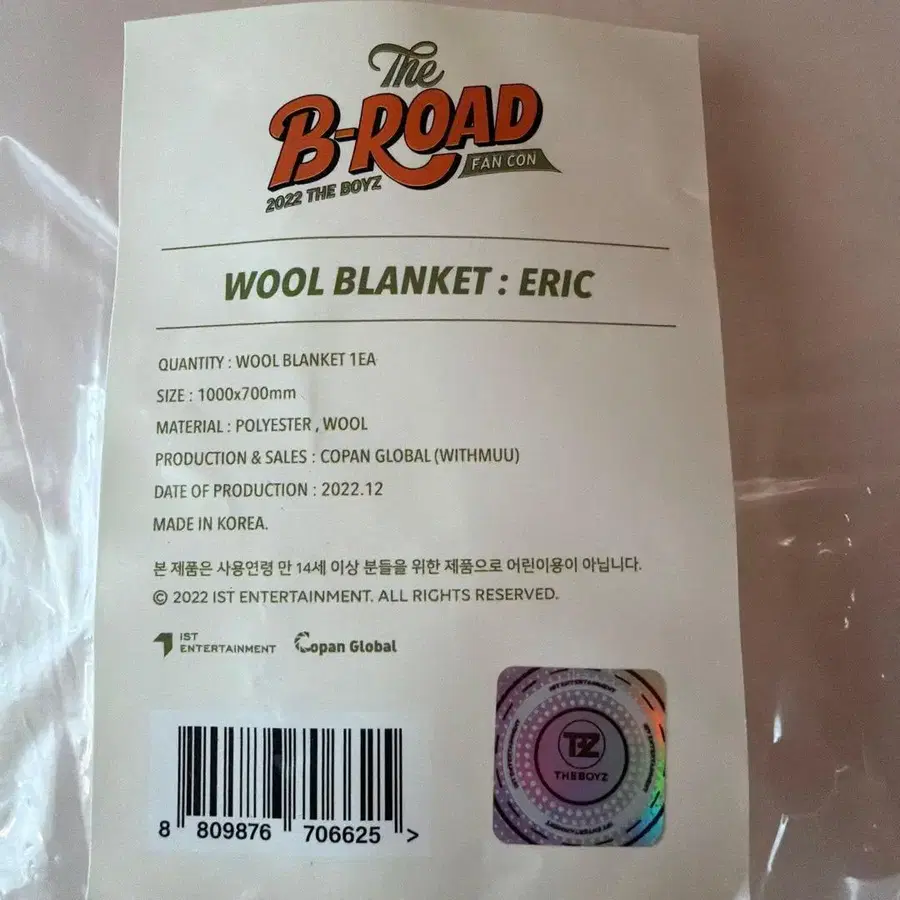 The
B-ROAD
FAN CON
2022 THE BOYZ
WOOL BLANKET : ERIC
QUANTITY : WOOL BLANKET 1EA
SIZE : 1000x700mm
MATERIAL : POLYESTER , WOOL
PRODUCTION & SALES : COPAN GLOBAL (WITHMUU)
DATE OF PRODUCTION : 2022.12
MADE IN KOREA.
본 제품은 사용연령 만 14세 이상 분들을 위한 제품으로 어린이용이 아닙니다.
© 2022 IST ENTERTAINMENT. ALL RIGHTS RESERVED.
IST
ENTERTAINMENT
Copan Global
TBZ
THEBOYZ
8 809876 706625 >